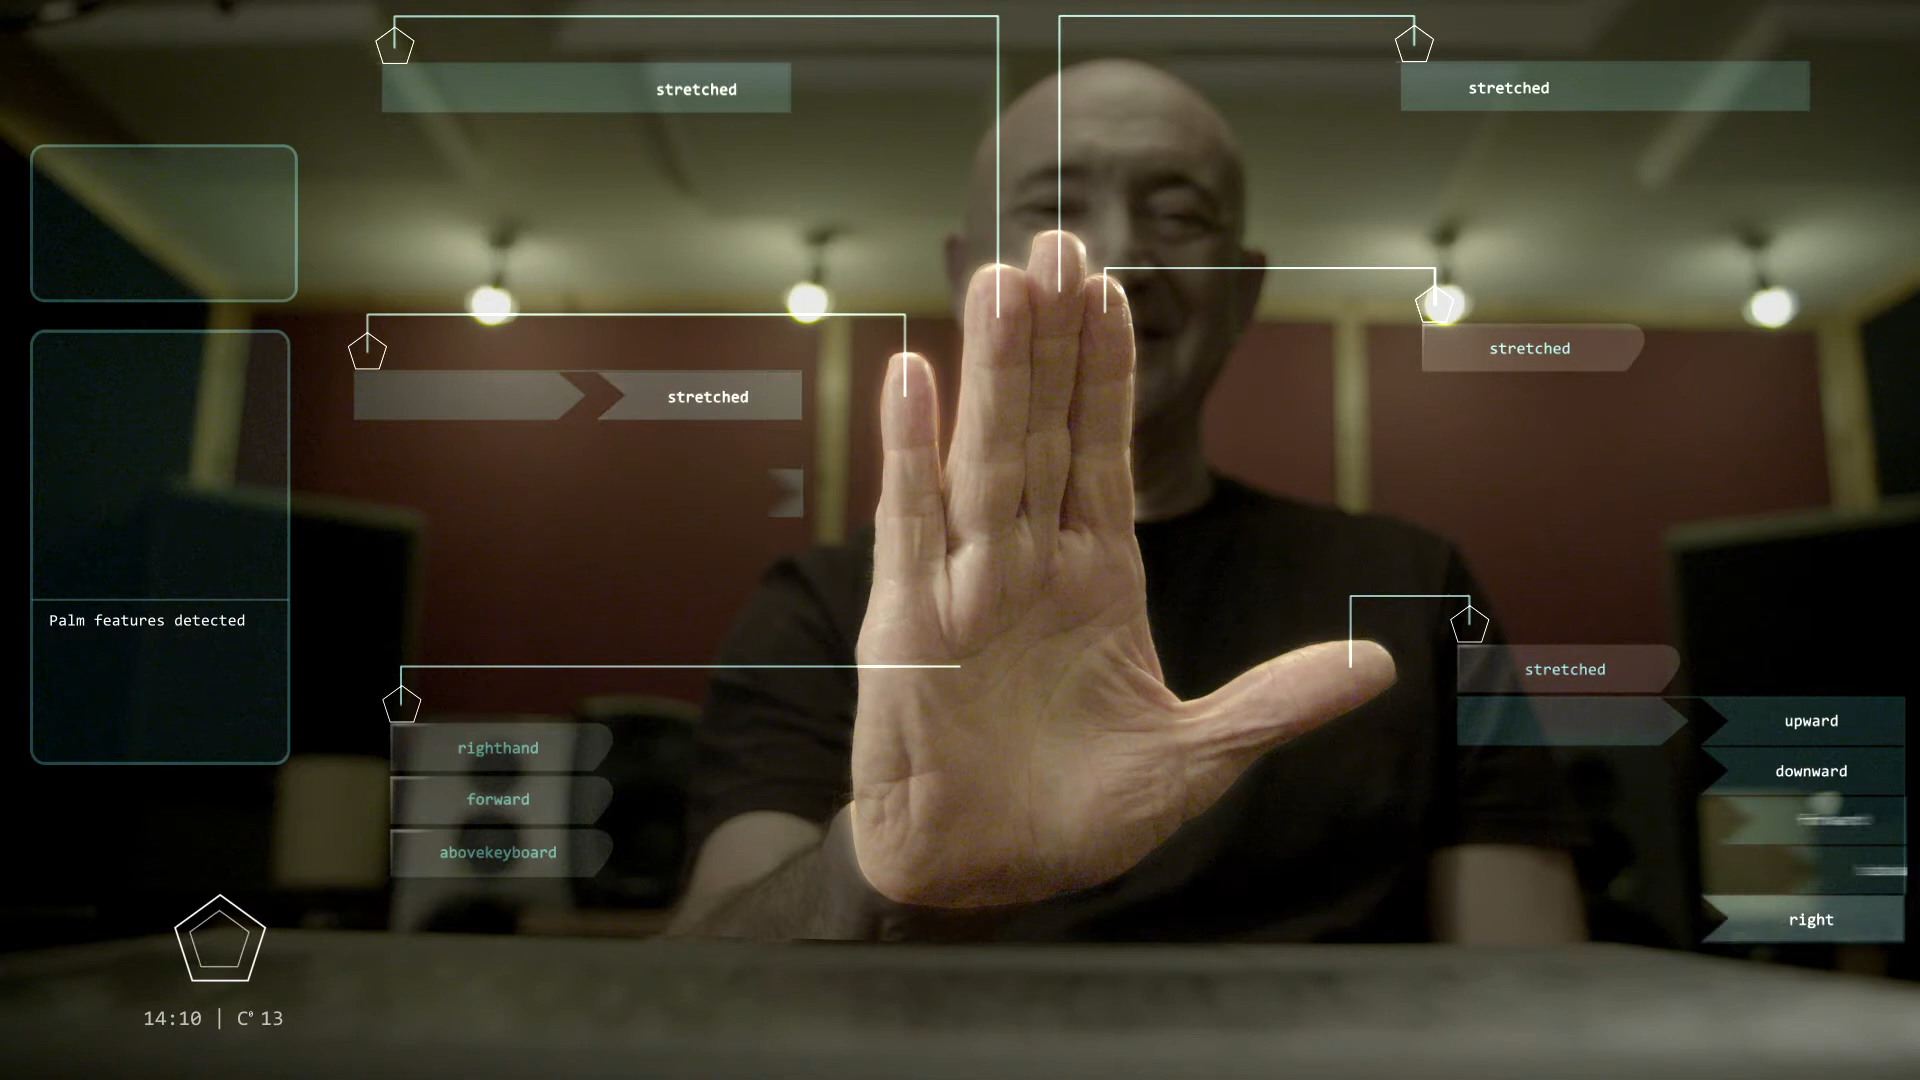 stretched
stretched
stretched
stretched
Palm features detected
stretched
upward
righthand
downward
forward
abovekeyboard
right
14:10 | C° 13